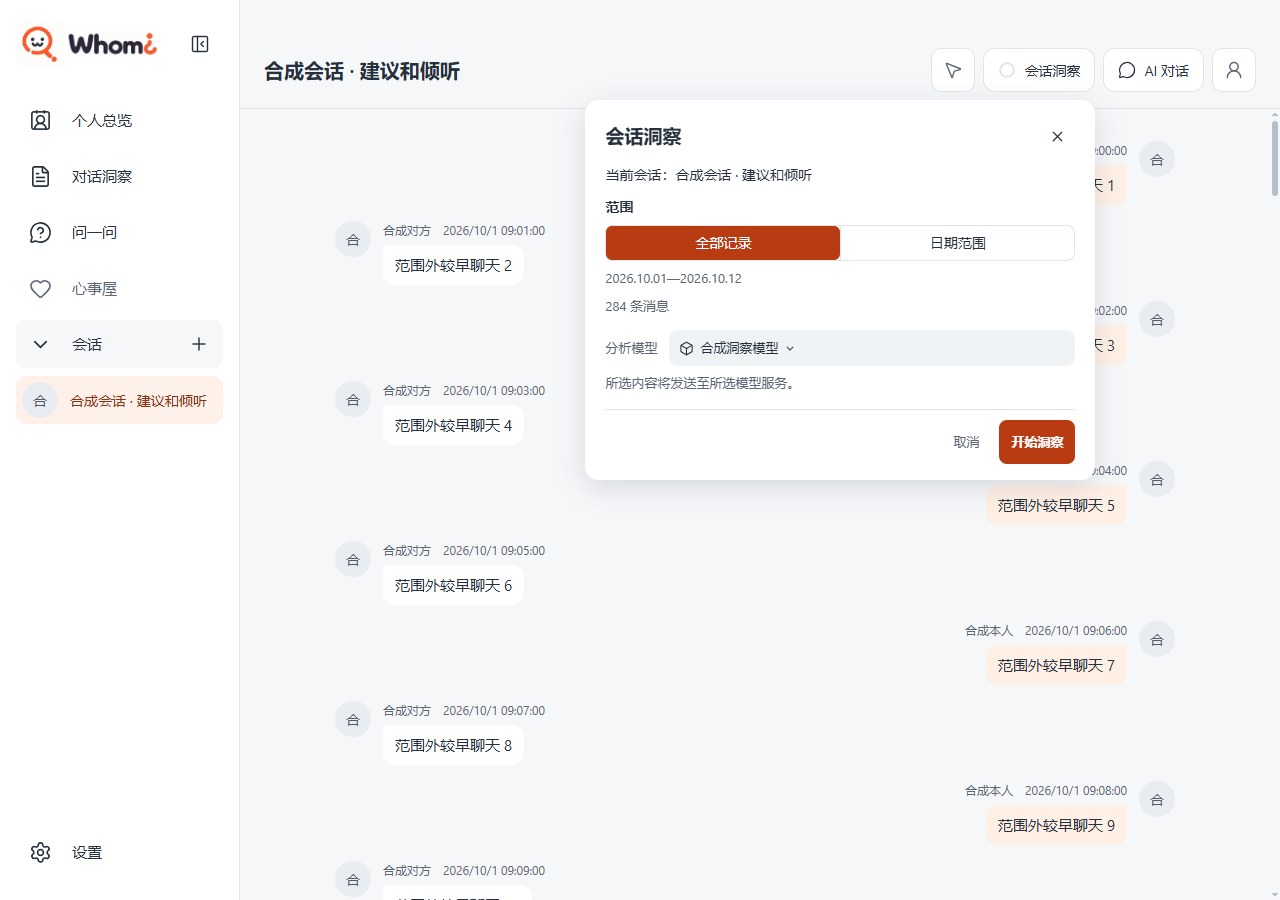 Whomi
个人总览
对话洞察
问一问
心事屋
会话
合 合成会话 · 建议和倾听
设置
合成会话 · 建议和倾听
会话洞察
AI 对话
会话洞察
当前会话：合成会话 · 建议和倾听
范围
全部记录 日期范围
2026.10.01—2026.10.12
284 条消息
分析模型 合成洞察模型
所选内容将发送至所选模型服务。
取消 开始洞察
:00:00 合
天 1
合 合成对方 2026/10/1 09:01:00
范围外较早聊天 2
:02:00 合
天 3
合 合成对方 2026/10/1 09:03:00
范围外较早聊天 4
:04:00 合
范围外较早聊天 5
合 合成对方 2026/10/1 09:05:00
范围外较早聊天 6
合成本人 2026/10/1 09:06:00 合
范围外较早聊天 7
合 合成对方 2026/10/1 09:07:00
范围外较早聊天 8
合成本人 2026/10/1 09:08:00 合
范围外较早聊天 9
合 合成对方 2026/10/1 09:09:00